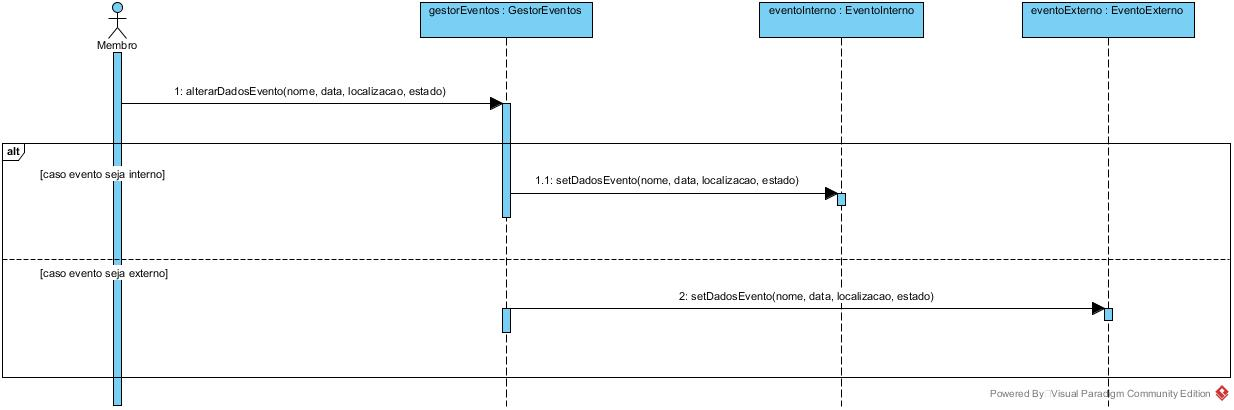 gestorEventos : GestorEventos
eventoInterno : EventoInterno
eventoExterno : EventoExterno
Membro
1: alterarDadosEvento(nome, data, localizacao, estado)
alt
[caso evento seja interno]
1.1: setDadosEvento(nome, data, localizacao, estado)
[caso evento seja externo]
2: setDadosEvento(nome, data, localizacao, estado)
Powered By Visual Paradigm Community Edition